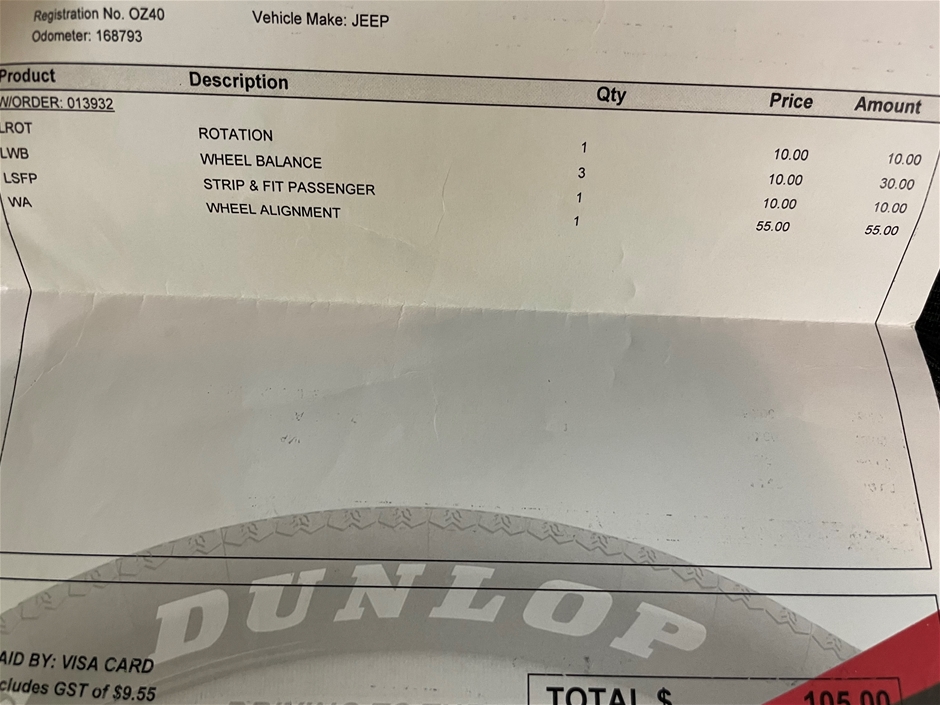 Registration No. OZ40 Vehicle Make: JEEP
Odometer: 168793
Product Description Qty Price Amount
W/ORDER: 013932
LROT ROTATION 1 10.00 10.00
LWB WHEEL BALANCE 3 10.00 30.00
LSFP STRIP & FIT PASSENGER 1 10.00 10.00
WA WHEEL ALIGNMENT 1 55.00 55.00
DUNLOP
AID BY: VISA CARD
cludes GST of $9.55
TOTAL $ 105.00